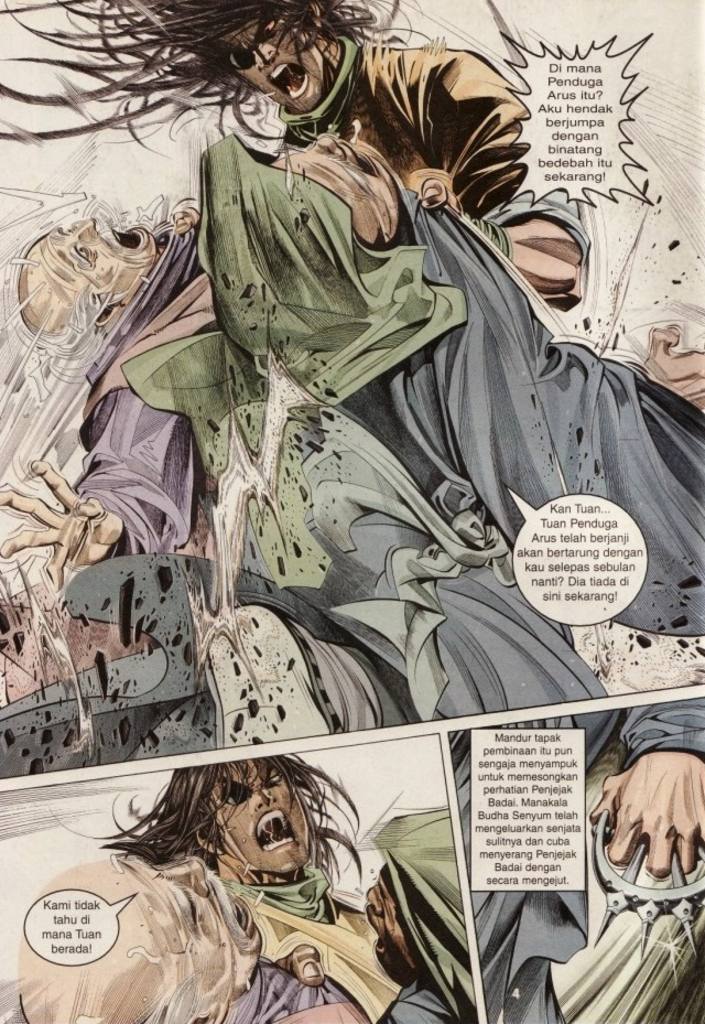 Di mana
Penduga
Arus itu?
Aku hendak
berjumpa
dengan
binatang
bedebah itu
sekarang!
Kan Tuan...
Tuan Penduga
Arus telah berjanji
akan bertarung dengan
kau selepas sebulan
nanti? Dia tiada di
sini sekarang!
Kami tidak
tahu di
mana Tuan
berada!
Mandur tapak
pembinaan itu pun
sengaja menyampuk
untuk memesongkan
perhatian Penjejak
Badai. Manakala
Budha Senyum telah
mengeluarkan senjata
sulitnya dan cuba
menyerang Penjejak
Badai dengan
secara mengejut.
4